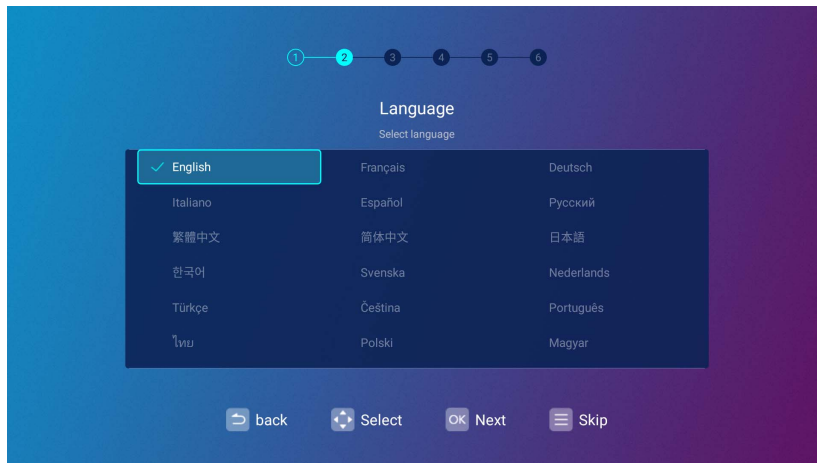 1 2 3 4 5 6
Language
Select language
English Français Deutsch
Italiano Español Русский
繁體中文 简体中文 日本語
한국어 Svenska Nederlands
Türkçe Čeština Português
ไทย Polski Magyar
back Select OK Next Skip